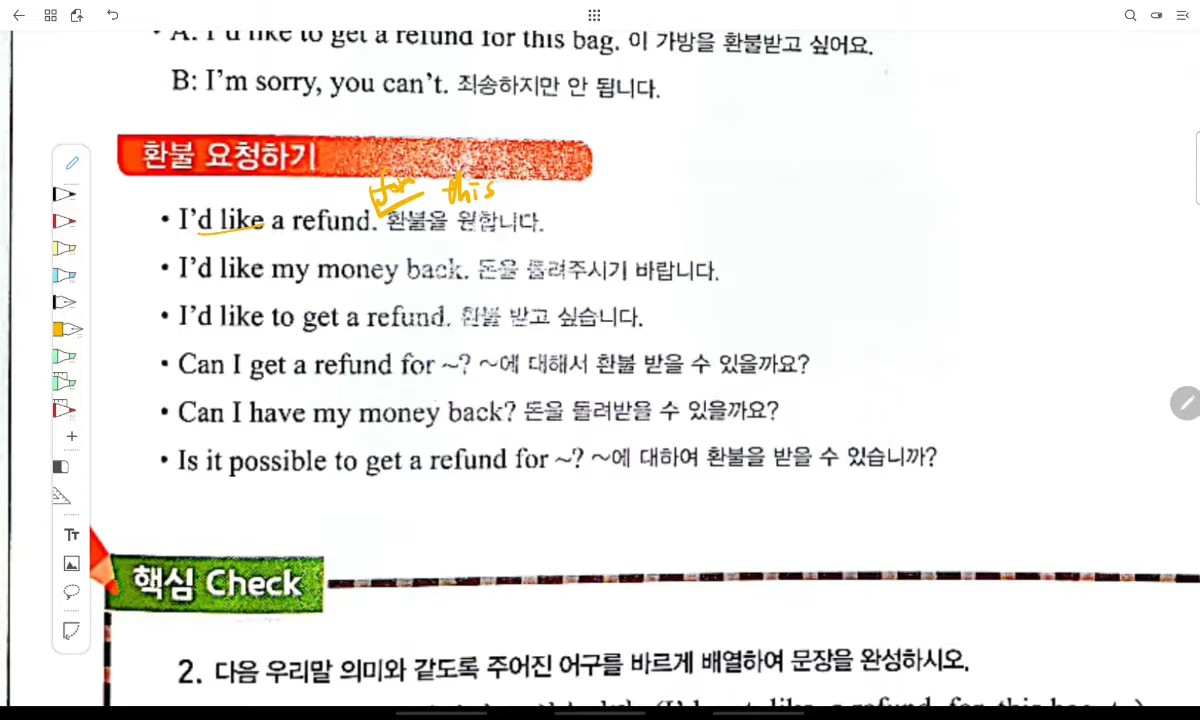 • A: I'd like to get a refund for this bag. 이 가방을 환불받고 싶어요.
B: I'm sorry, you can't. 죄송하지만 안 됩니다.
환불 요청하기
for this
• I'd like a refund. 환불을 원합니다.
• I'd like my money back. 돈을 돌려주시기 바랍니다.
• I'd like to get a refund. 환불 받고 싶습니다.
• Can I get a refund for ~? ~에 대해서 환불 받을 수 있을까요?
• Can I have my money back? 돈을 돌려받을 수 있을까요?
• Is it possible to get a refund for ~? ~에 대하여 환불을 받을 수 있습니까?
Tт
핵심 Check
2. 다음 우리말 의미와 같도록 주어진 어구를 바르게 배열하여 문장을 완성하시오.